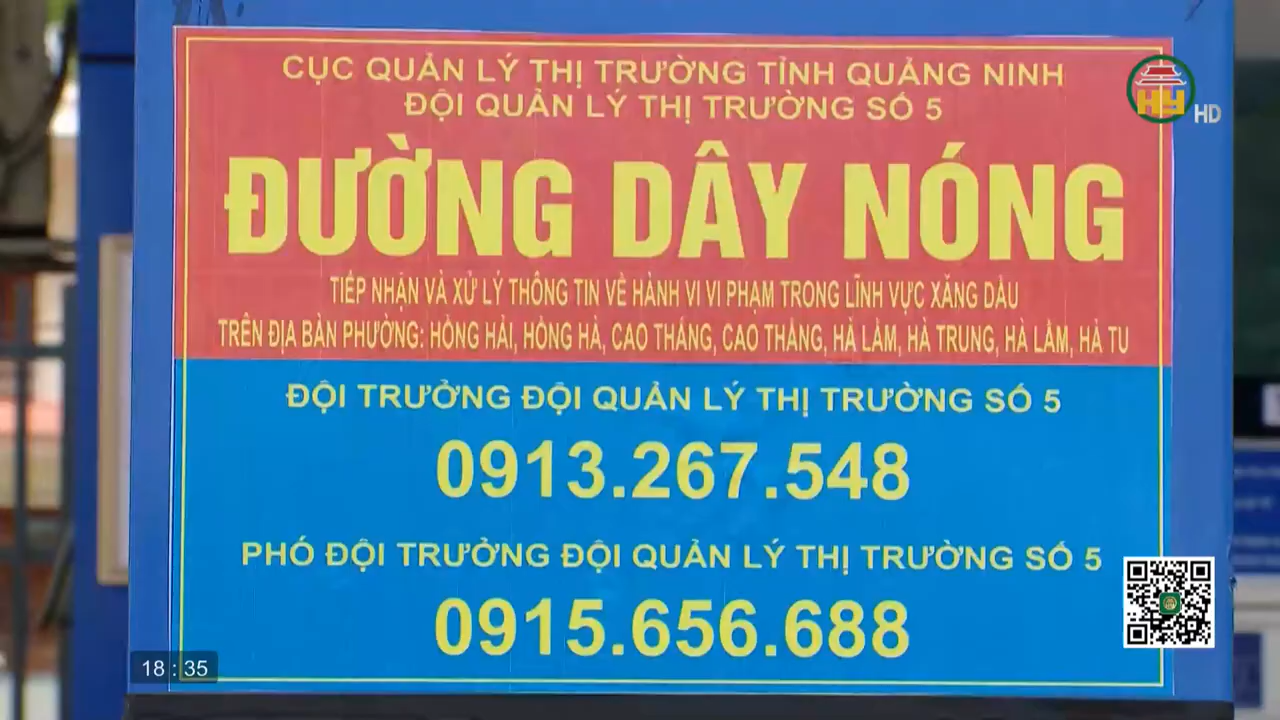 CỤC QUẢN LÝ THỊ TRƯỜNG TỈNH QUẢNG NINH
ĐỘI QUẢN LÝ THỊ TRƯỜNG SỐ 5
HY HD
ĐƯỜNG DÂY NÓNG
TIẾP NHẬN VÀ XỬ LÝ THÔNG TIN VỀ HÀNH VI VI PHẠM TRONG LĨNH VỰC XĂNG DẦU
TRÊN ĐỊA BÀN PHƯỜNG: HỒNG HẢI, HỒNG HÀ, CAO THẮNG, CAO THẮNG, HÀ LẦM, HÀ TRUNG, HÀ LẦM, HÀ TU
ĐỘI TRƯỞNG ĐỘI QUẢN LÝ THỊ TRƯỜNG SỐ 5
0913.267.548
PHÓ ĐỘI TRƯỞNG ĐỘI QUẢN LÝ THỊ TRƯỜNG SỐ 5
0915.656.688
18 : 35